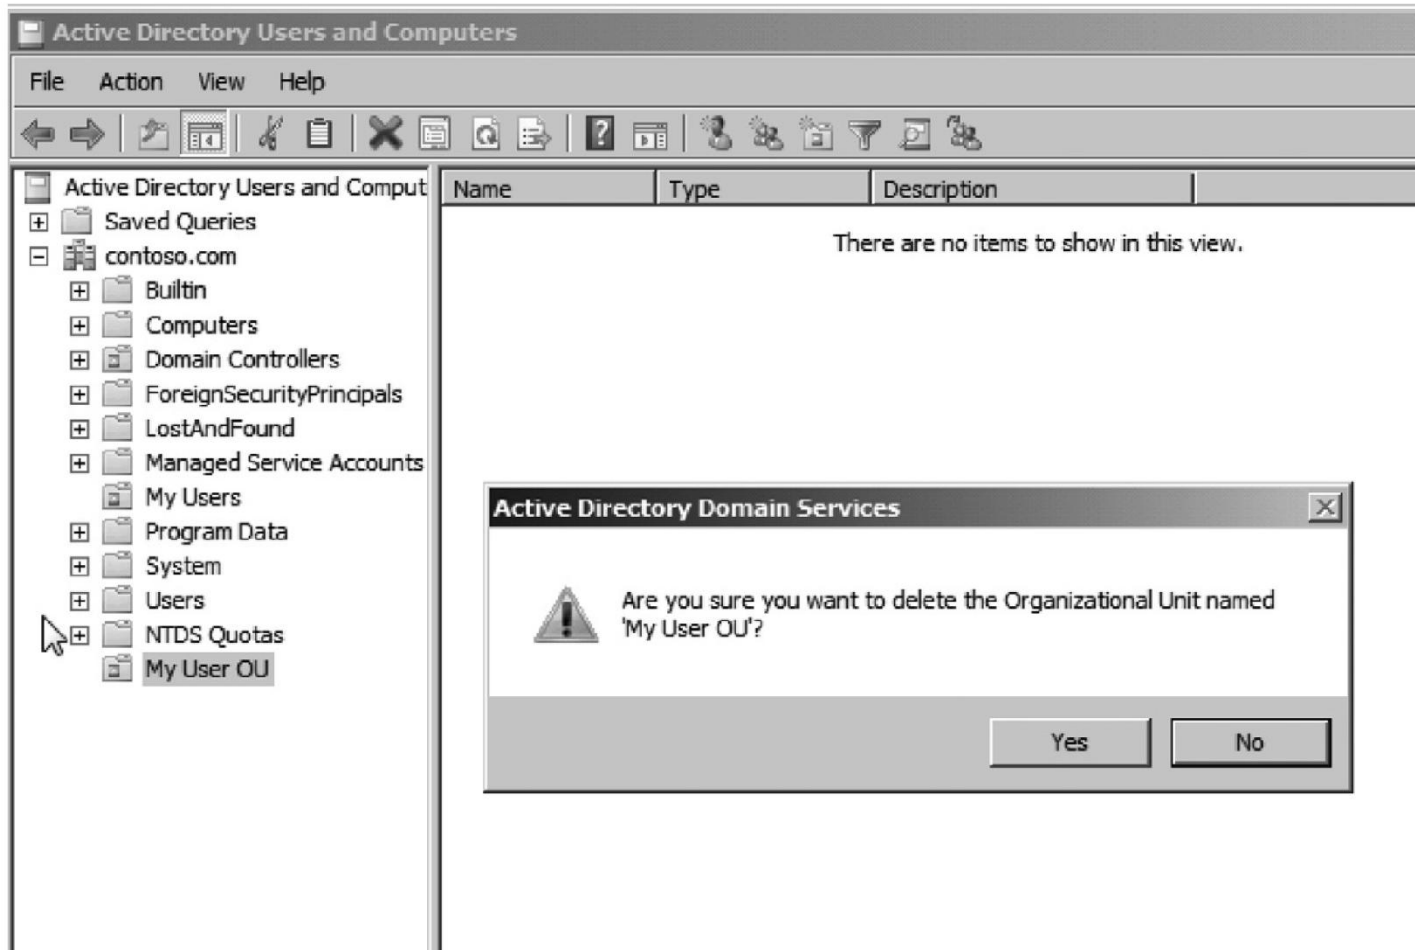 Active Directory Users and Computers
File Action View Help
Active Directory Users and Comput
Saved Queries
contoso.com
Builtin
Computers
Domain Controllers
ForeignSecurityPrincipals
LostAndFound
Managed Service Accounts
My Users
Program Data
System
Users
NTDS Quotas
My User OU
Name Type Description
There are no items to show in this view.
Active Directory Domain Services
Are you sure you want to delete the Organizational Unit named
'My User OU'?
Yes No